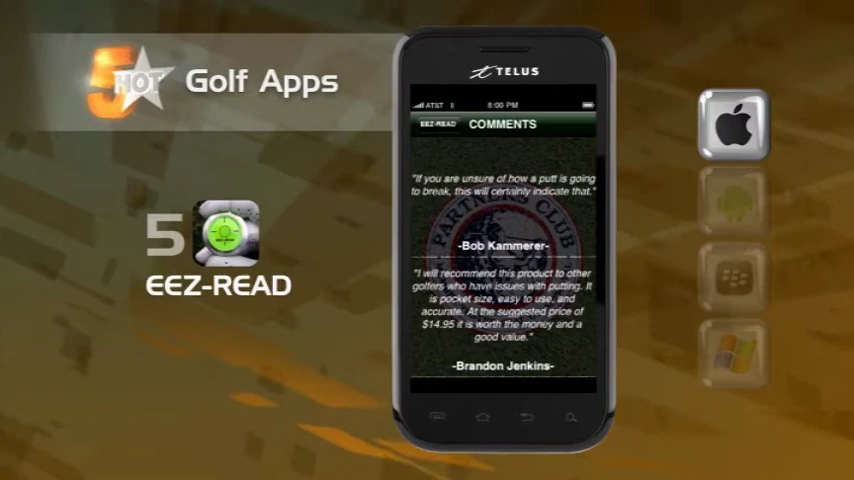 5 HOT Golf Apps
5
EEZ-READ
TELUS
AT&T E 8:00 PM
EEZ-READ COMMENTS
"If you are unsure of how a putt is going
to break, this will certainly indicate that."
PARTNERS CLUB
-Bob Kammerer-
"I will recommend this product to other
golfers who have issues with putting. It
is pocket size, easy to use, and
accurate. At the suggested price of
$14.95 it is worth the money and a
good value."
-Brandon Jenkins-